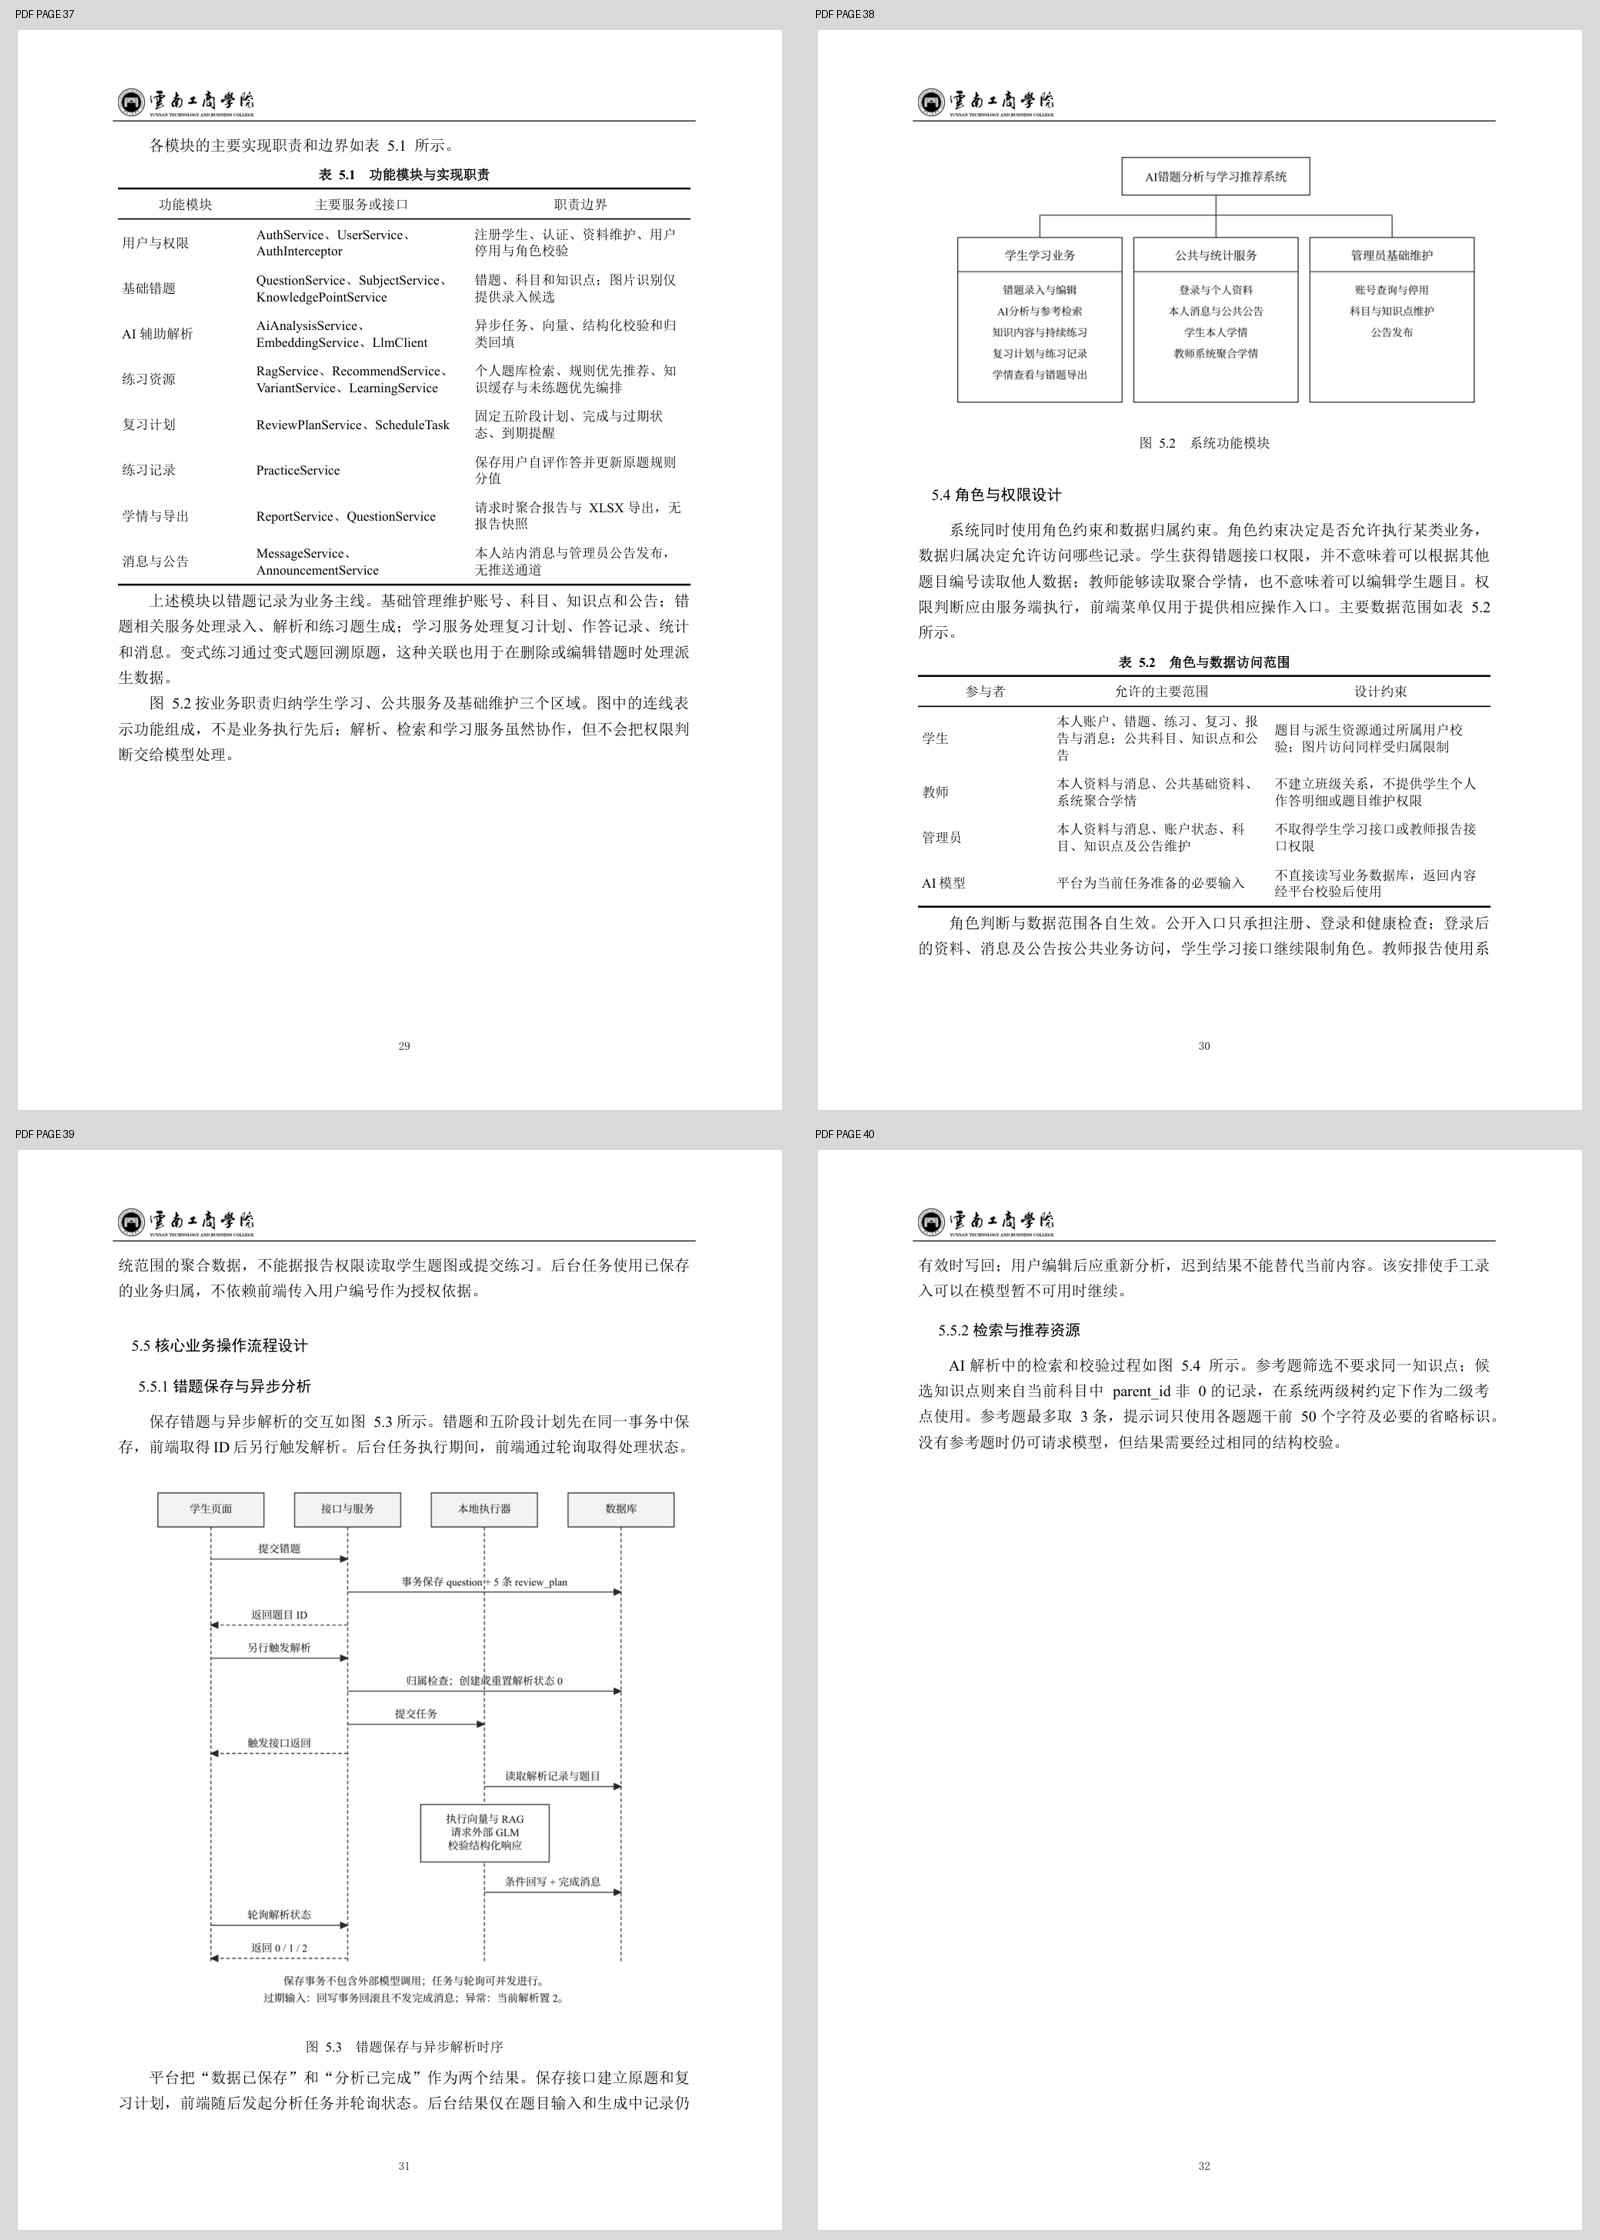 PDF PAGE 37
雲南工商學院
YUNNAN TECHNOLOGY AND BUSINESS COLLEGE
各模块的主要实现职责和边界如表 5.1 所示。
表 5.1 功能模块与实现职责
功能模块 主要服务或接口 职责边界
用户与权限 AuthService、UserService、AuthInterceptor 注册学生、认证、资料维护、用户停用与角色校验
基础错题 QuestionService、SubjectService、KnowledgePointService 错题、科目和知识点；图片识别仅提供录入候选
AI 辅助解析 AiAnalysisService、EmbeddingService、LlmClient 异步任务、向量、结构化校验和归类回填
练习资源 RagService、RecommendService、VariantService、LearningService 个人题库检索、规则优先推荐、知识缓存与未练题优先编排
复习计划 ReviewPlanService、ScheduleTask 固定五阶段计划、完成与过期状态、到期提醒
练习记录 PracticeService 保存用户自评作答并更新原题规则分值
学情与导出 ReportService、QuestionService 请求时聚合报告与 XLSX 导出，无报告快照
消息与公告 MessageService、AnnouncementService 本人站内消息与管理员公告发布，无推送通道
上述模块以错题记录为业务主线。基础管理维护账号、科目、知识点和公告；错
题相关服务处理录入、解析和练习题生成；学习服务处理复习计划、作答记录、统计
和消息。变式练习通过变式题回溯原题，这种关联也用于在删除或编辑错题时处理派
生数据。
图 5.2 按业务职责归纳学生学习、公共服务及基础维护三个区域。图中的连线表
示功能组成，不是业务执行先后；解析、检索和学习服务虽然协作，但不会把权限判
断交给模型处理。
29
PDF PAGE 38
雲南工商學院
YUNNAN TECHNOLOGY AND BUSINESS COLLEGE
AI错题分析与学习推荐系统
学生学习业务
错题录入与编辑
AI分析与参考检索
知识内容与持续练习
复习计划与练习记录
学情查看与错题导出
公共与统计服务
登录与个人资料
本人消息与公共公告
学生本人学情
教师系统聚合学情
管理员基础维护
账号查询与停用
科目与知识点维护
公告发布
图 5.2 系统功能模块
5.4 角色与权限设计
系统同时使用角色约束和数据归属约束。角色约束决定是否允许执行某类业务，
数据归属决定允许访问哪些记录。学生获得错题接口权限，并不意味着可以根据其他
题目编号读取他人数据；教师能够读取聚合学情，也不意味着可以编辑学生题目。权
限判断应由服务端执行，前端菜单仅用于提供相应操作入口。主要数据范围如表 5.2
所示。
表 5.2 角色与数据访问范围
参与者 允许的主要范围 设计约束
学生 本人账户、错题、练习、复习、报告与消息；公共科目、知识点和公告 题目与派生资源通过所属用户校验；图片访问同样受归属限制
教师 本人资料与消息、公共基础资料、系统聚合学情 不建立班级关系，不提供学生个人作答明细或题目维护权限
管理员 本人资料与消息、账户状态、科目、知识点及公告维护 不取得学生学习接口或教师报告接口权限
AI 模型 平台为当前任务准备的必要输入 不直接读写业务数据库，返回内容经平台校验后使用
角色判断与数据范围各自生效。公开入口只承担注册、登录和健康检查；登录后
的资料、消息及公告按公共业务访问，学生学习接口继续限制角色。教师报告使用系
30
PDF PAGE 39
雲南工商學院
YUNNAN TECHNOLOGY AND BUSINESS COLLEGE
统范围的聚合数据，不能据报告权限读取学生题图或提交练习。后台任务使用已保存
的业务归属，不依赖前端传入用户编号作为授权依据。
5.5 核心业务操作流程设计
5.5.1 错题保存与异步分析
保存错题与异步解析的交互如图 5.3 所示。错题和五阶段计划先在同一事务中保
存，前端取得 ID 后另行触发解析。后台任务执行期间，前端通过轮询取得处理状态。
学生页面 接口与服务 本地执行器 数据库
提交错题
事务保存 question + 5 条 review_plan
返回题目 ID
另行触发解析
归属检查；创建或重置解析状态 0
提交任务
触发接口返回
读取解析记录与题目
执行向量与 RAG
请求外部 GLM
校验结构化响应
条件回写 + 完成消息
轮询解析状态
返回 0 / 1 / 2
保存事务不包含外部模型调用；任务与轮询可并发进行。
过期输入：回写事务回滚且不发完成消息；异常：当前解析置 2。
图 5.3 错题保存与异步解析时序
平台把“数据已保存”和“分析已完成”作为两个结果。保存接口建立原题和复
习计划，前端随后发起分析任务并轮询状态。后台结果仅在题目输入和生成中记录仍
31
PDF PAGE 40
雲南工商學院
YUNNAN TECHNOLOGY AND BUSINESS COLLEGE
有效时写回；用户编辑后应重新分析，迟到结果不能替代当前内容。该安排使手工录
入可以在模型暂不可用时继续。
5.5.2 检索与推荐资源
AI 解析中的检索和校验过程如图 5.4 所示。参考题筛选不要求同一知识点；候
选知识点则来自当前科目中 parent_id 非 0 的记录，在系统两级树约定下作为二级考
点使用。参考题最多取 3 条，提示词只使用各题题干前 50 个字符及必要的省略标识。
没有参考题时仍可请求模型，但结果需要经过相同的结构校验。
32